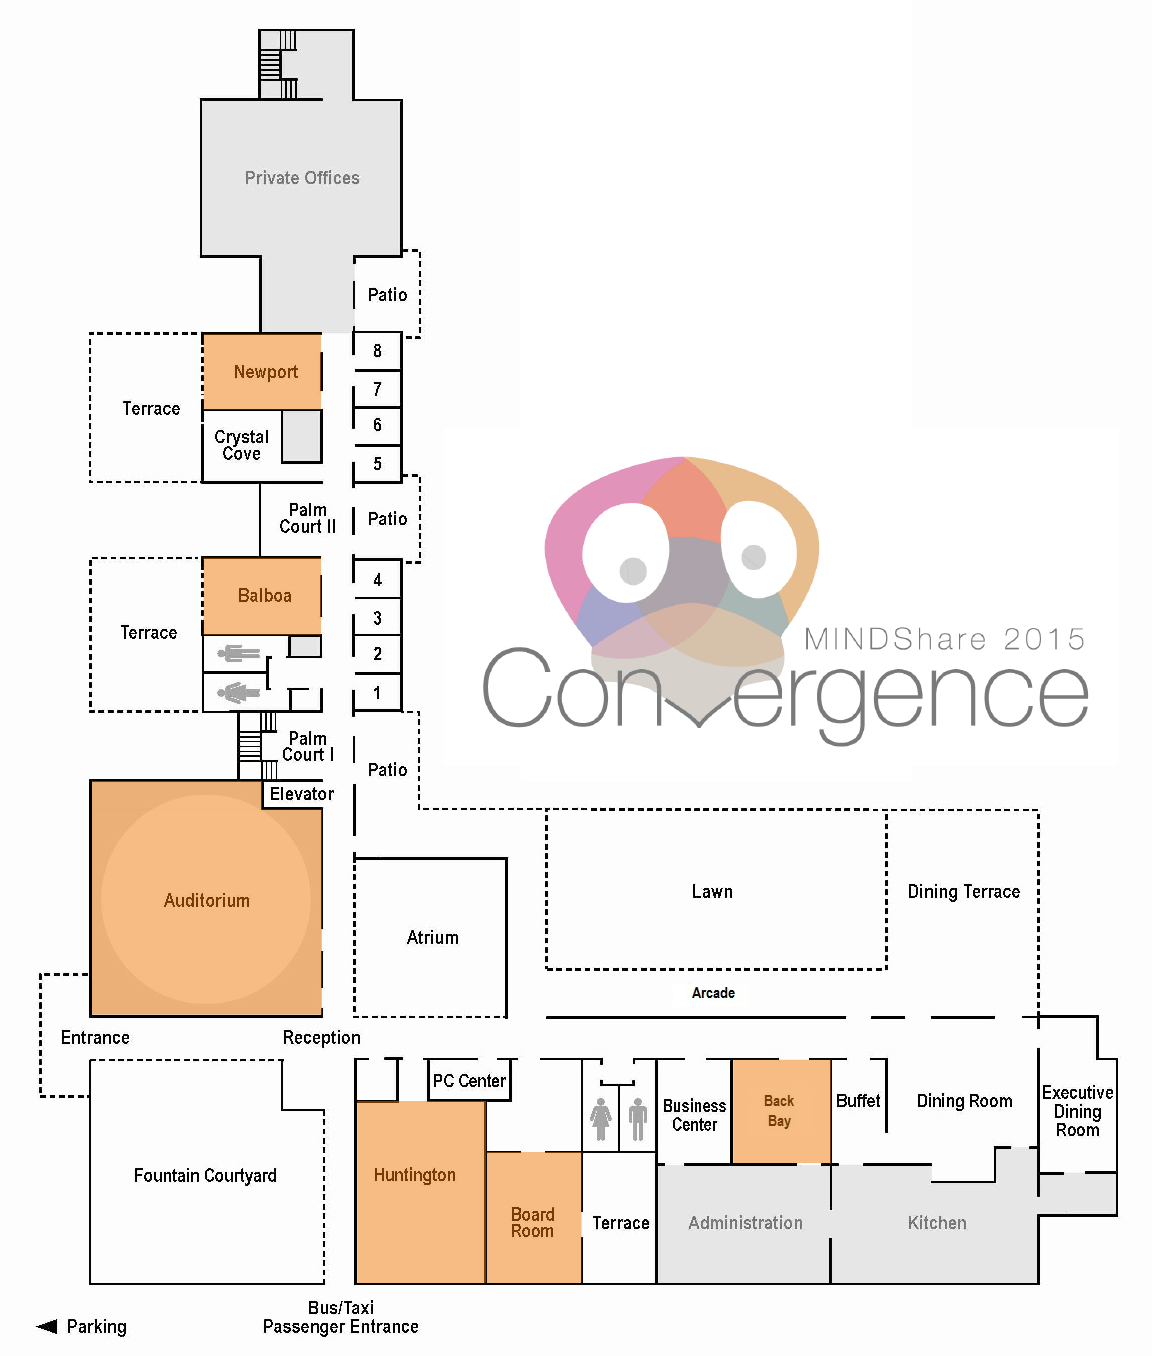 Private Offices
Patio
8
Newport
7
Terrace
6
Crystal
Cove
5
Palm
Court II
Patio
4
Balboa
3
Terrace
2
1
MINDShare 2015
Convergence
Palm
Court I
Patio
Elevator
Auditorium
Lawn
Dining Terrace
Atrium
Arcade
Entrance
Reception
PC Center
Business
Center
Back
Bay
Buffet
Dining Room
Executive
Dining
Room
Fountain Courtyard
Huntington
Board
Room
Terrace
Administration
Kitchen
Bus/Taxi
Passenger Entrance
Parking